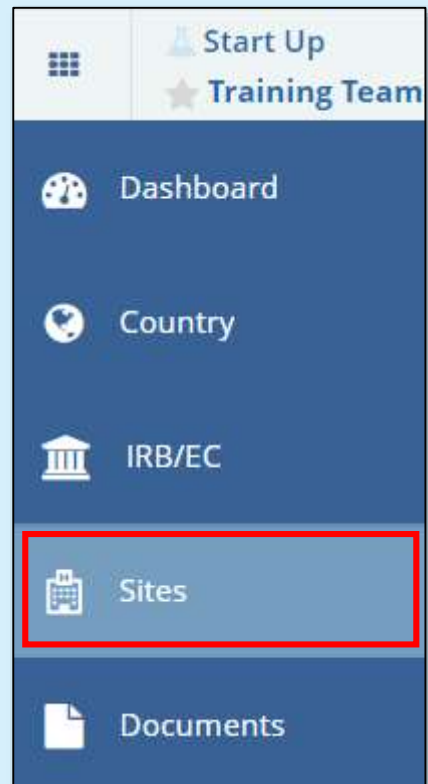 Start Up
Training Team
Dashboard
Country
IRB/EC
Sites
Documents